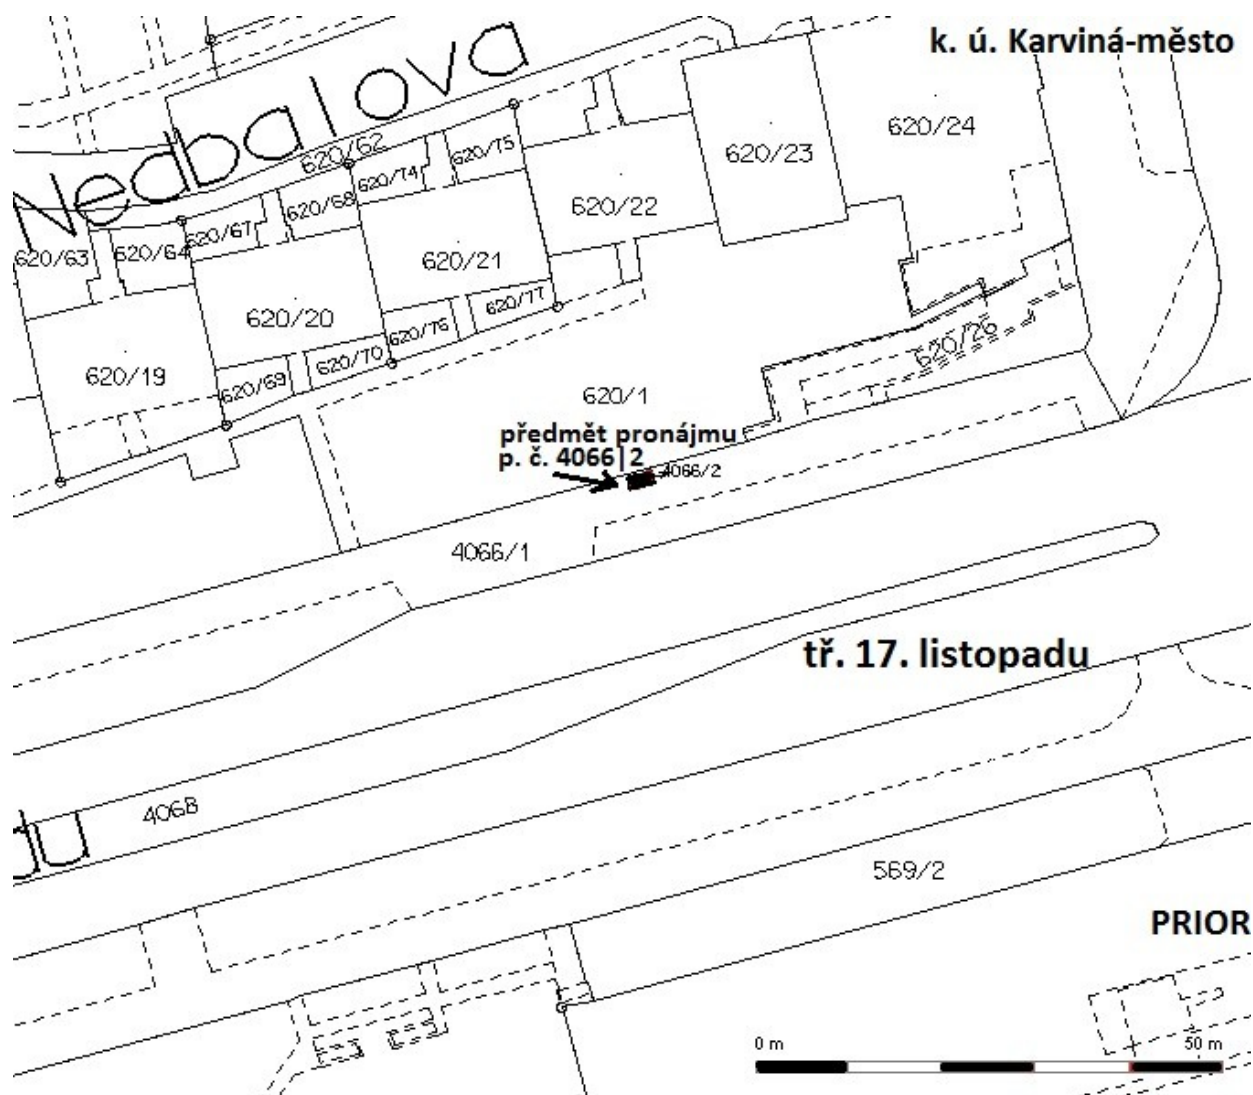 k. ú. Karviná-město
Nedbalova
620/62
620/24
620/23
620/75
620/74
620/68
620/67
620/64
620/63
620/22
620/21
620/20
620/19
620/77
620/76
620/70
620/69
620/26
620/1
předmět pronájmu
p. č. 4066|2
4066/2
4066/1
tř. 17. listopadu
4068
du
569/2
PRIOR
0 m
50 m